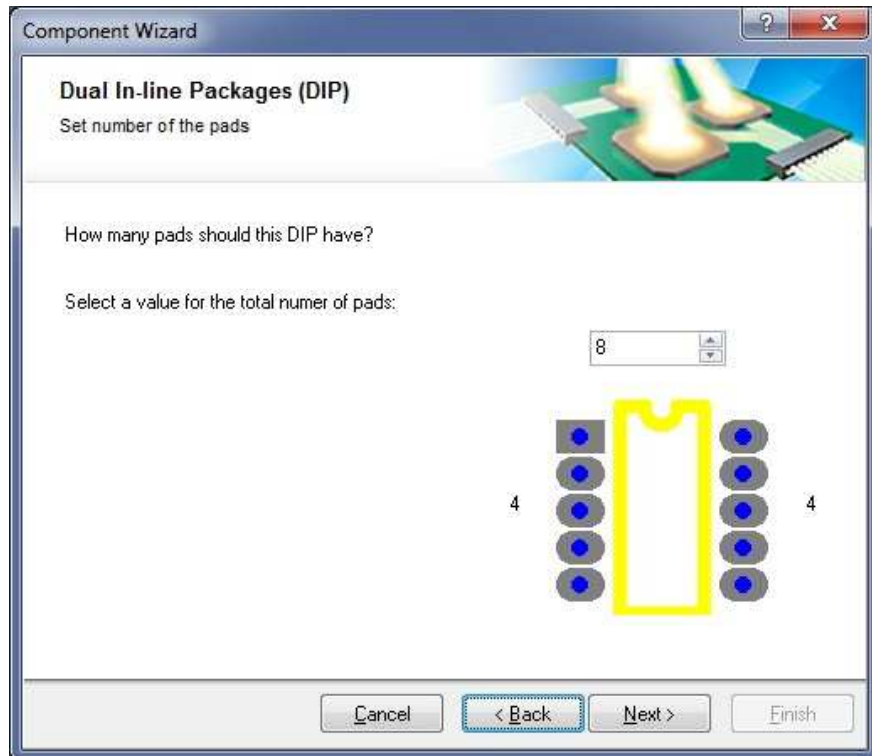 Component Wizard
?
X
Dual In-line Packages (DIP)
Set number of the pads
How many pads should this DIP have?
Select a value for the total numer of pads:
8
4
4
Cancel
< Back
Next >
Finish